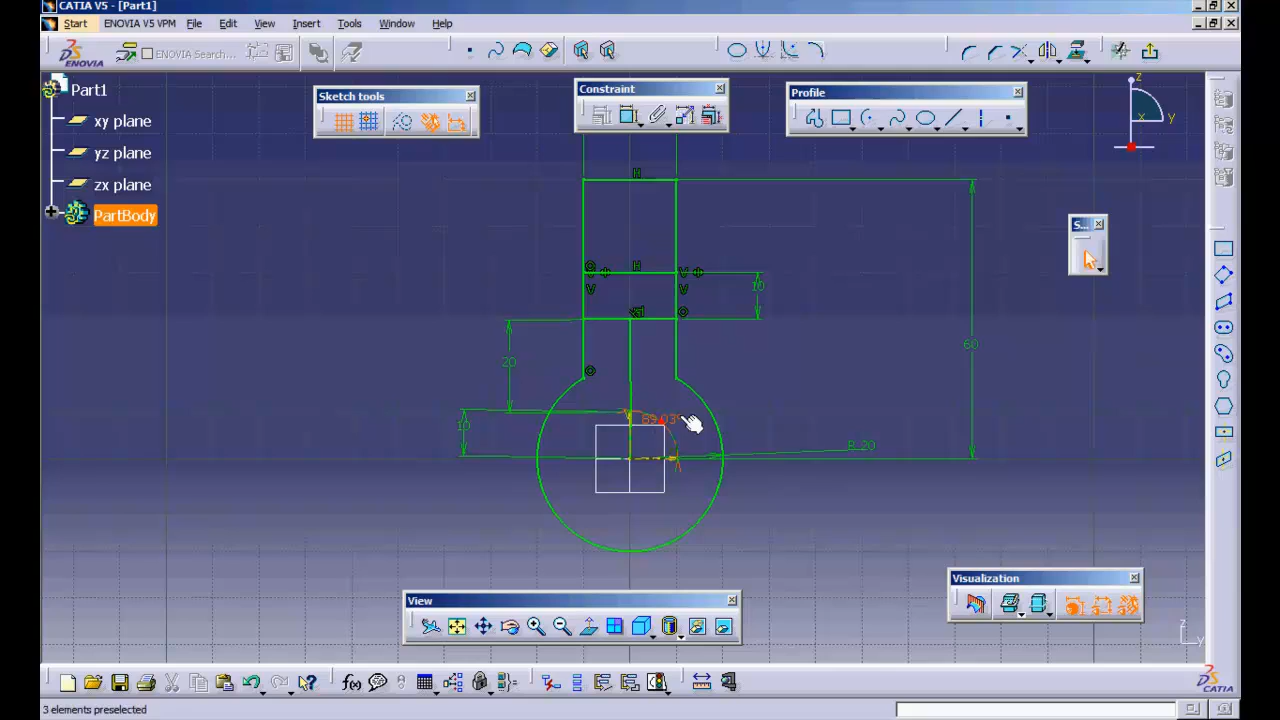 CATIA V5 - [Part1]
Start ENOVIA V5 VPM File Edit View Insert Tools Window Help
ENOVIA
ENOVIA Search...
Part1
xy plane
yz plane
zx plane
PartBody
Sketch tools
Constraint
Profile
S...
z
x
y
H
H
V
V
V
10
20
60
10
89.03°
R 20
View
Visualization
z
y
f(x)
CATIA
3 elements preselected